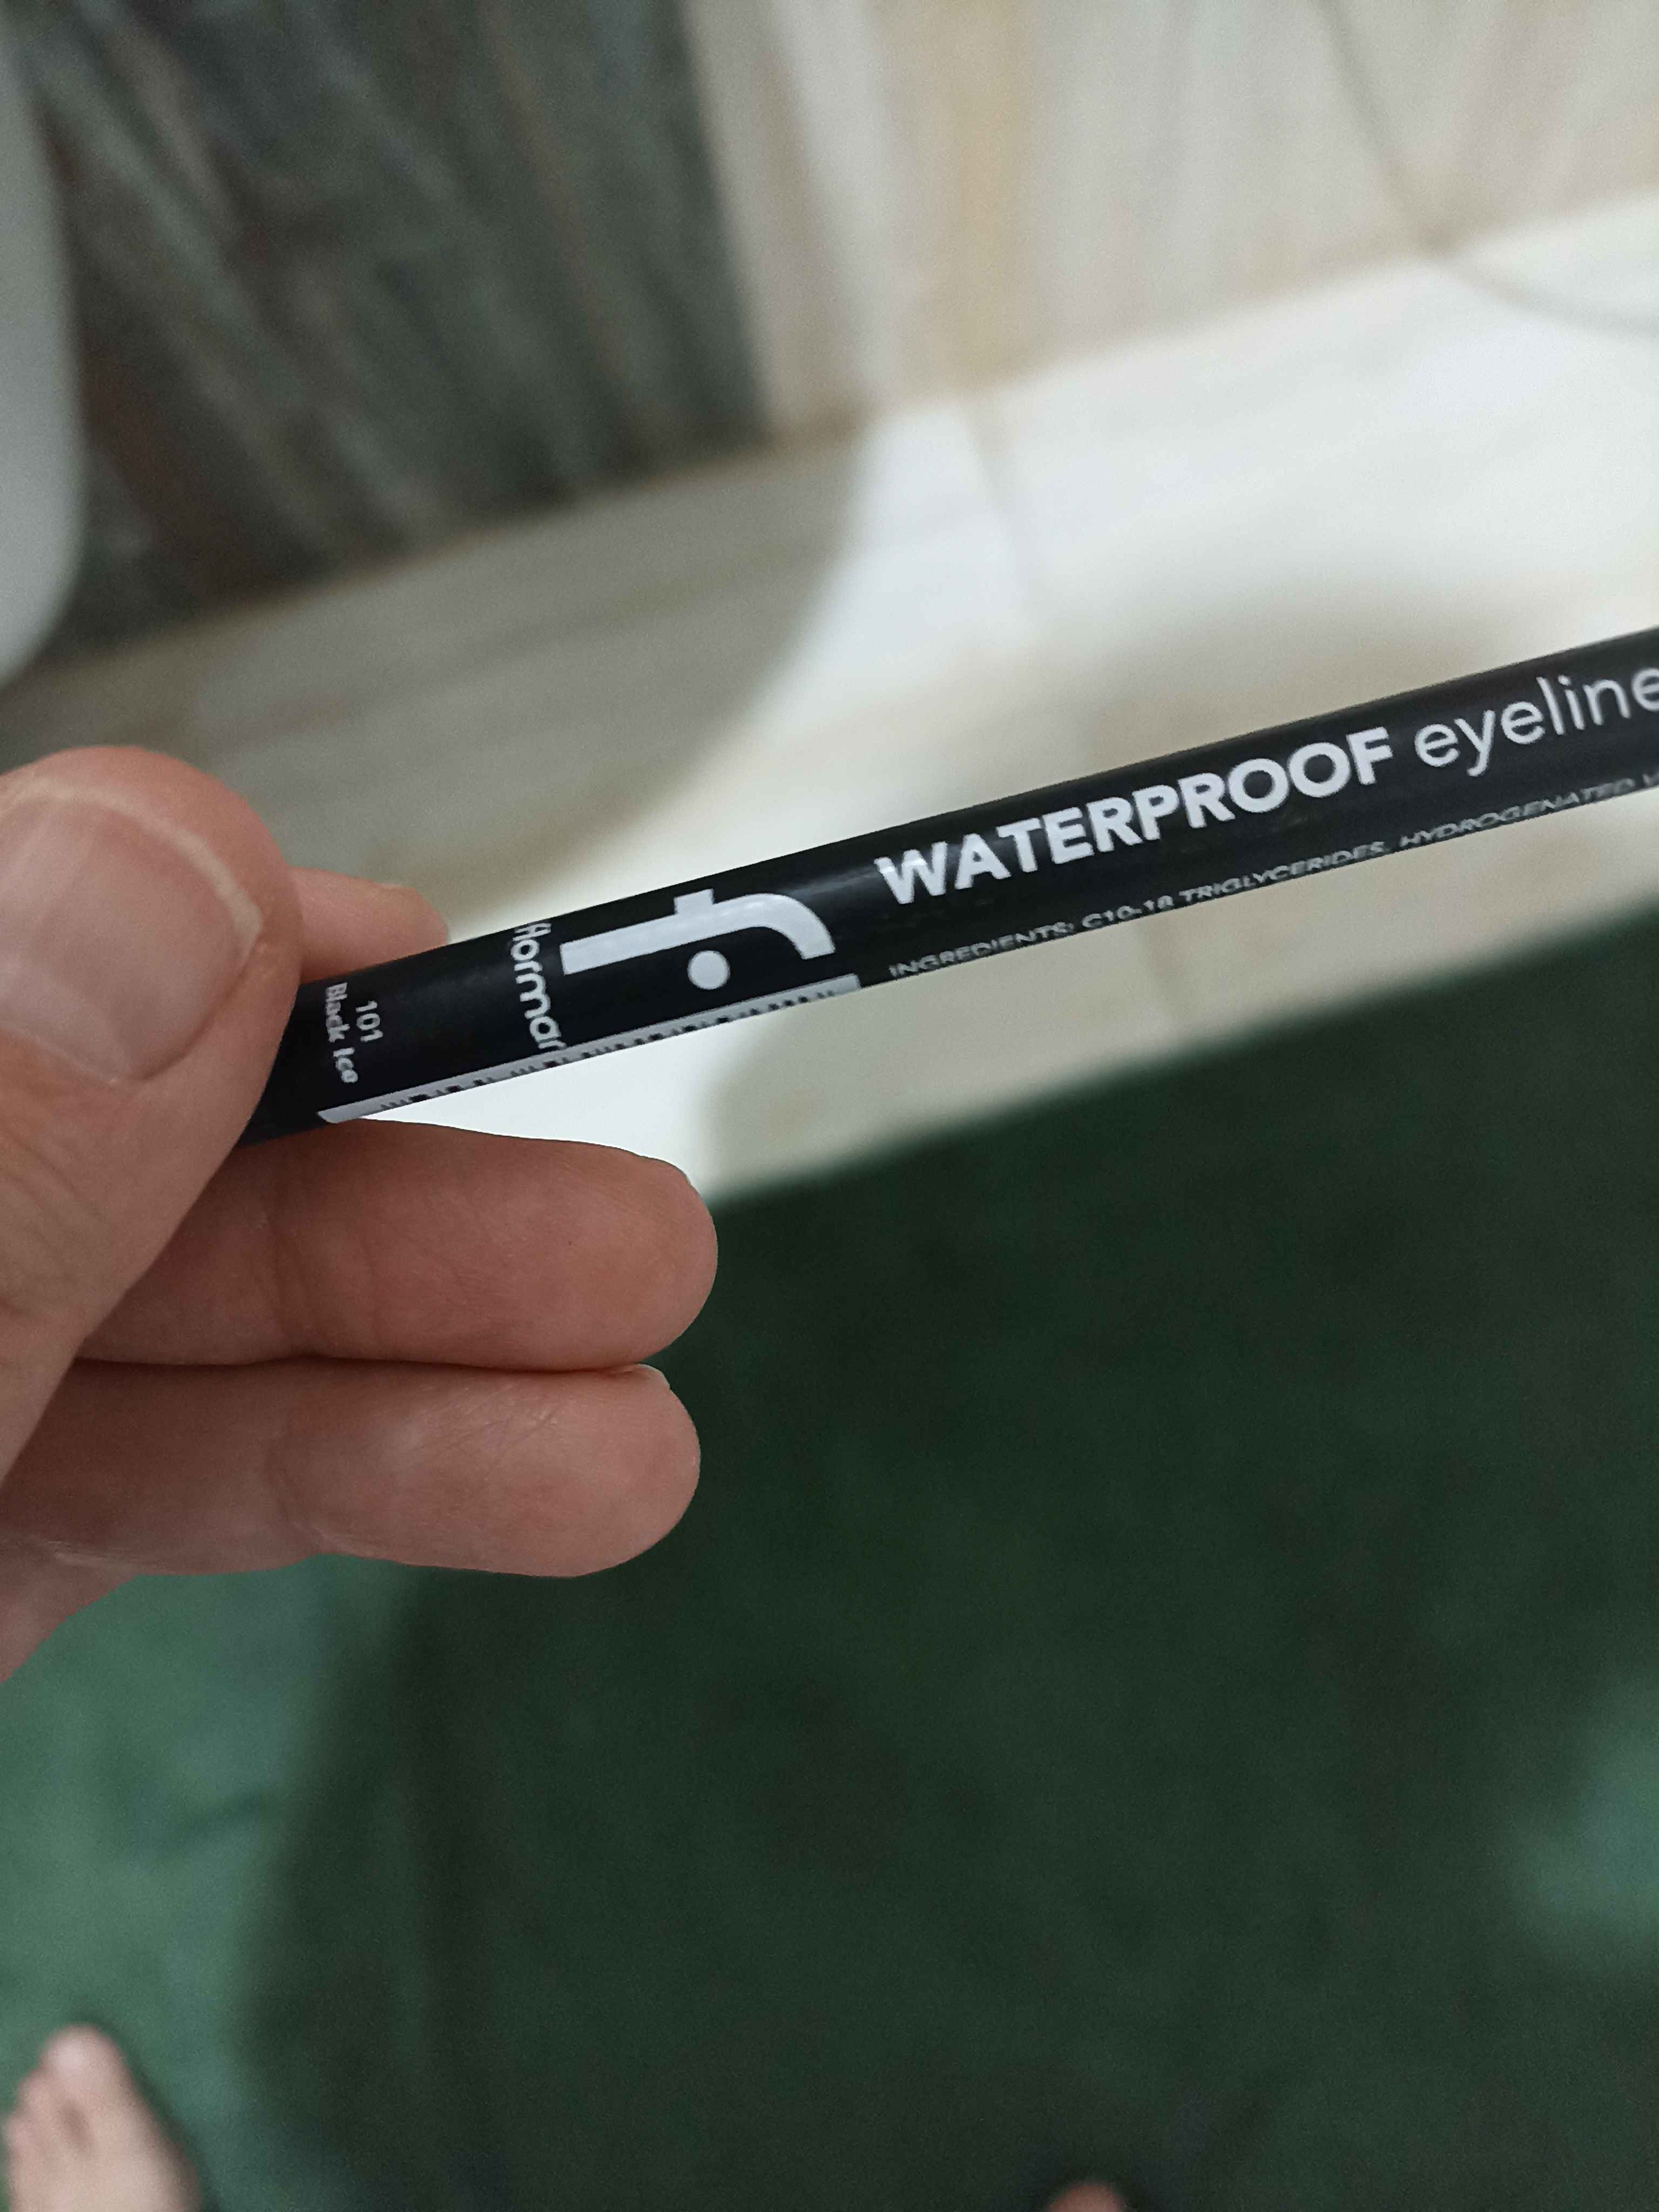 101
Black Ice
flormar
WATERPROOF eyeline
INGREDIENTS: C10-18 TRIGLYCERIDES, HYDROGENATED